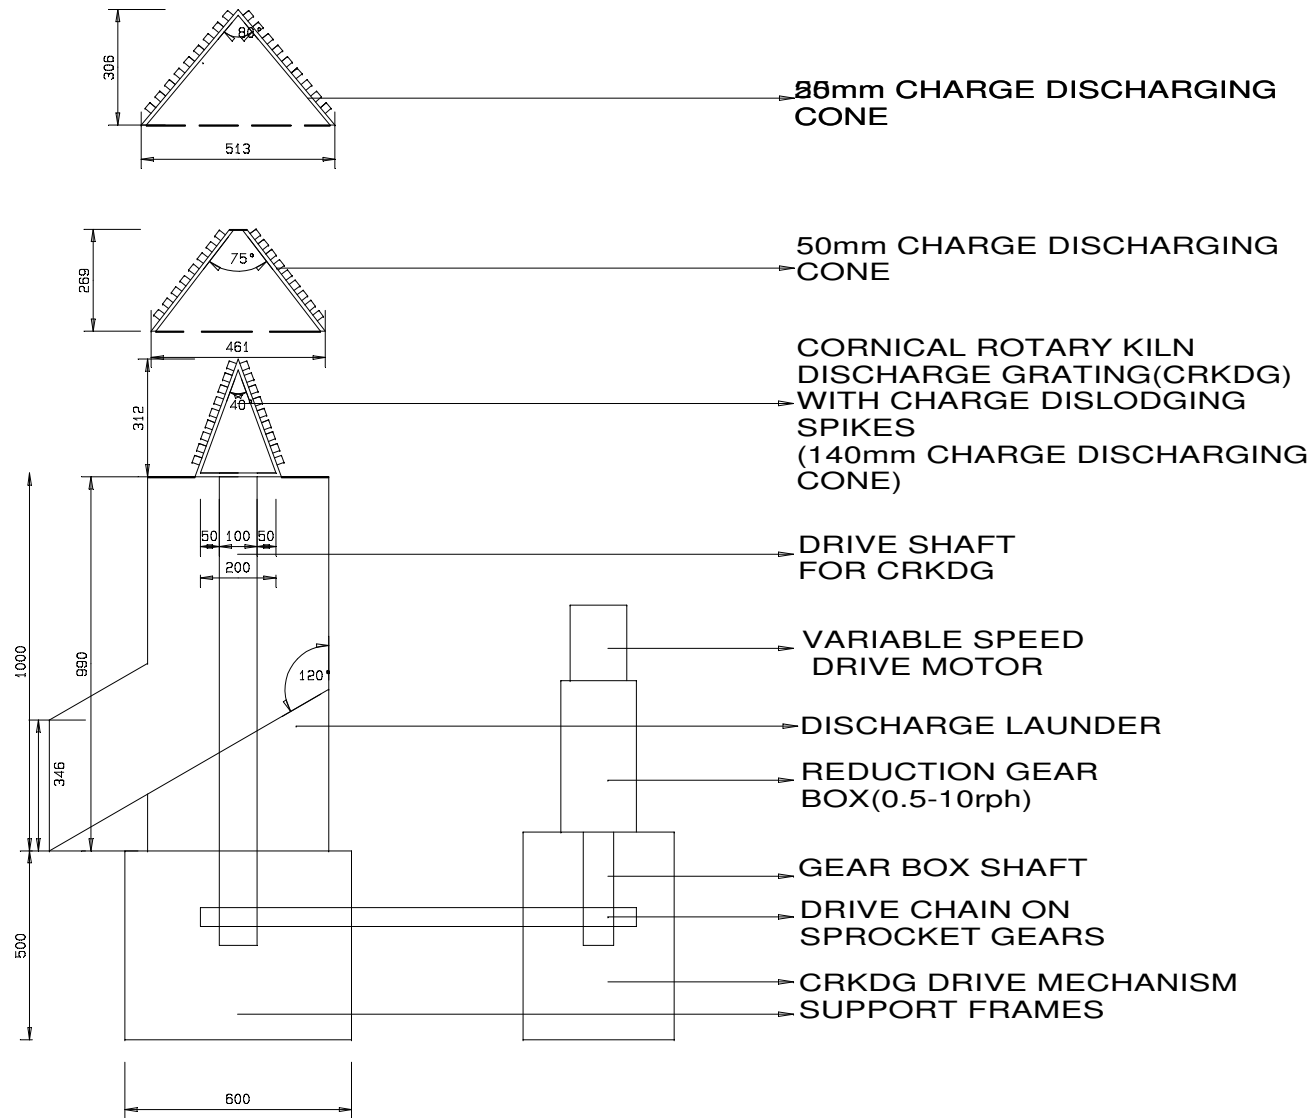 80°
306
mm CHARGE DISCHARGING
CONE
513
50mm CHARGE DISCHARGING
CONE
75°
269
461
CORNICAL ROTARY KILN
DISCHARGE GRATING(CRKDG)
WITH CHARGE DISLODGING
SPIKES
(140mm CHARGE DISCHARGING
CONE)
312
40°
50 100 50
200
DRIVE SHAFT
FOR CRKDG
1000
990
120°
VARIABLE SPEED
DRIVE MOTOR
DISCHARGE LAUNDER
346
REDUCTION GEAR
BOX(0.5-10rph)
GEAR BOX SHAFT
DRIVE CHAIN ON
SPROCKET GEARS
500
CRKDG DRIVE MECHANISM
SUPPORT FRAMES
600